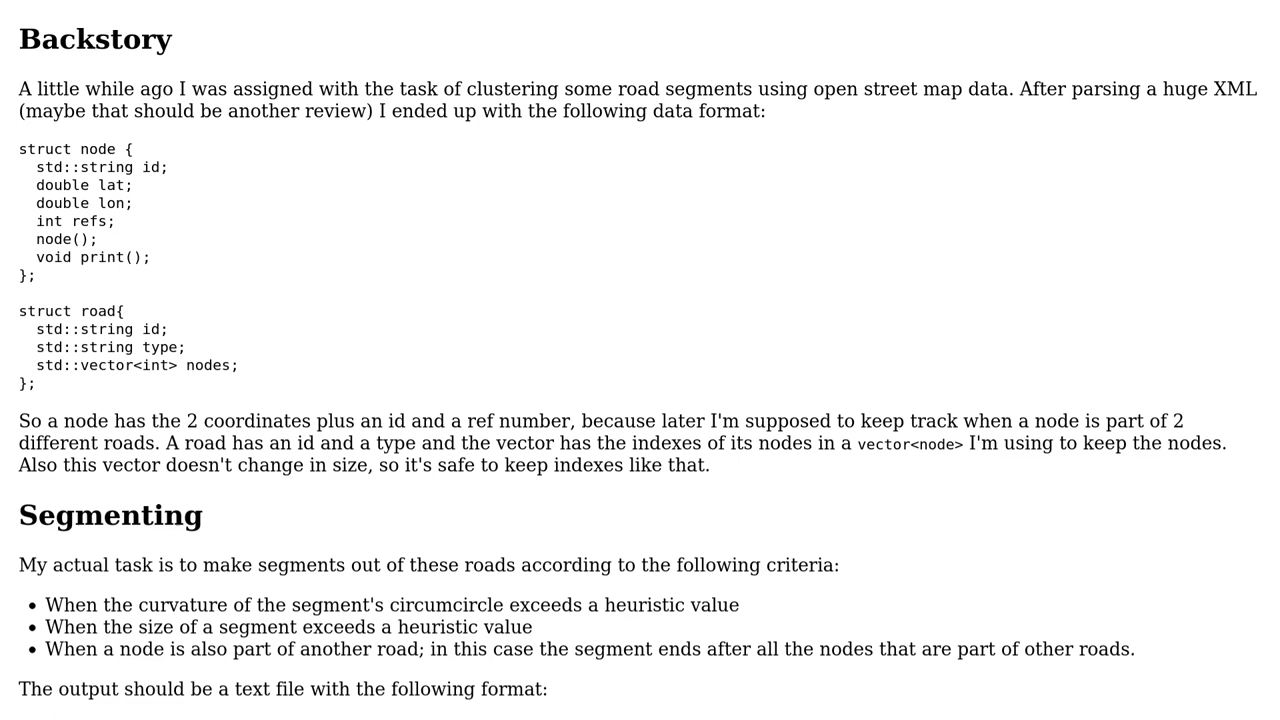 Backstory
A little while ago I was assigned with the task of clustering some road segments using open street map data. After parsing a huge XML
(maybe that should be another review) I ended up with the following data format:
struct node {
  std::string id;
  double lat;
  double lon;
  int refs;
  node();
  void print();
};
struct road{
  std::string id;
  std::string type;
  std::vector<int> nodes;
};
So a node has the 2 coordinates plus an id and a ref number, because later I'm supposed to keep track when a node is part of 2
different roads. A road has an id and a type and the vector has the indexes of its nodes in a vector<node> I'm using to keep the nodes.
Also this vector doesn't change in size, so it's safe to keep indexes like that.
Segmenting
My actual task is to make segments out of these roads according to the following criteria:
• When the curvature of the segment's circumcircle exceeds a heuristic value
• When the size of a segment exceeds a heuristic value
• When a node is also part of another road; in this case the segment ends after all the nodes that are part of other roads.
The output should be a text file with the following format: